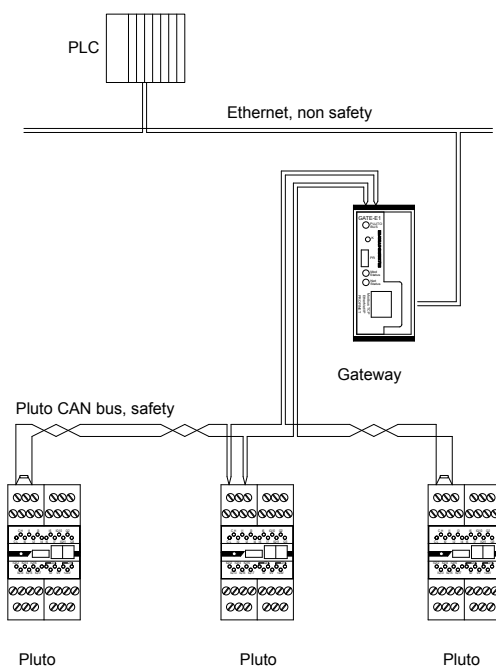 PLC
Ethernet, non safety
GATE-E1
Gateway
Pluto CAN bus, safety
Pluto
Pluto
Pluto